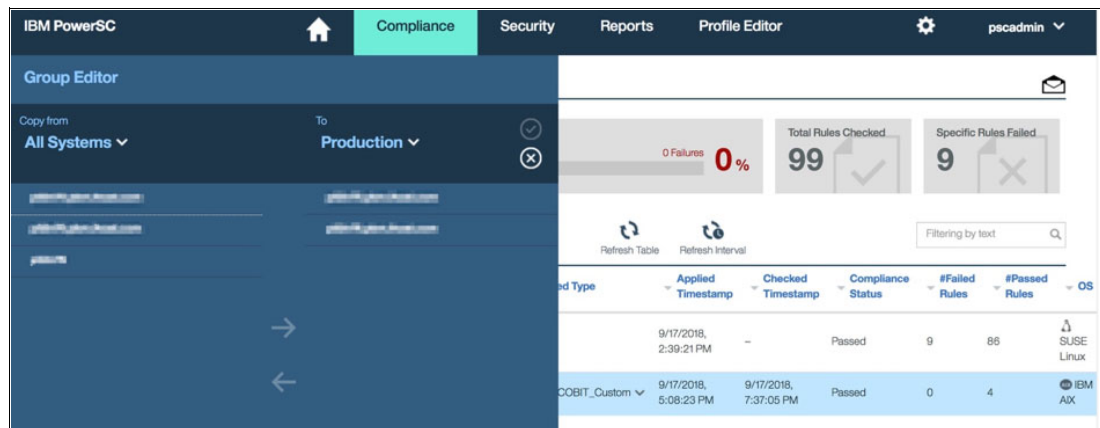 IBM PowerSC
Compliance
Security
Reports
Profile Editor
pscadmin
Group Editor
Copy from
All Systems
To
Production
0 Failures 0%
Total Rules Checked
99
Specific Rules Failed
9
Refresh Table
Refresh Interval
Filtering by text
ed Type
Applied Timestamp
Checked Timestamp
Compliance Status
#Failed Rules
#Passed Rules
OS
9/17/2018, 2:39:21 PM
–
Passed
9
86
SUSE Linux
COBIT_Custom
9/17/2018, 5:08:23 PM
9/17/2018, 7:37:05 PM
Passed
0
4
IBM AIX